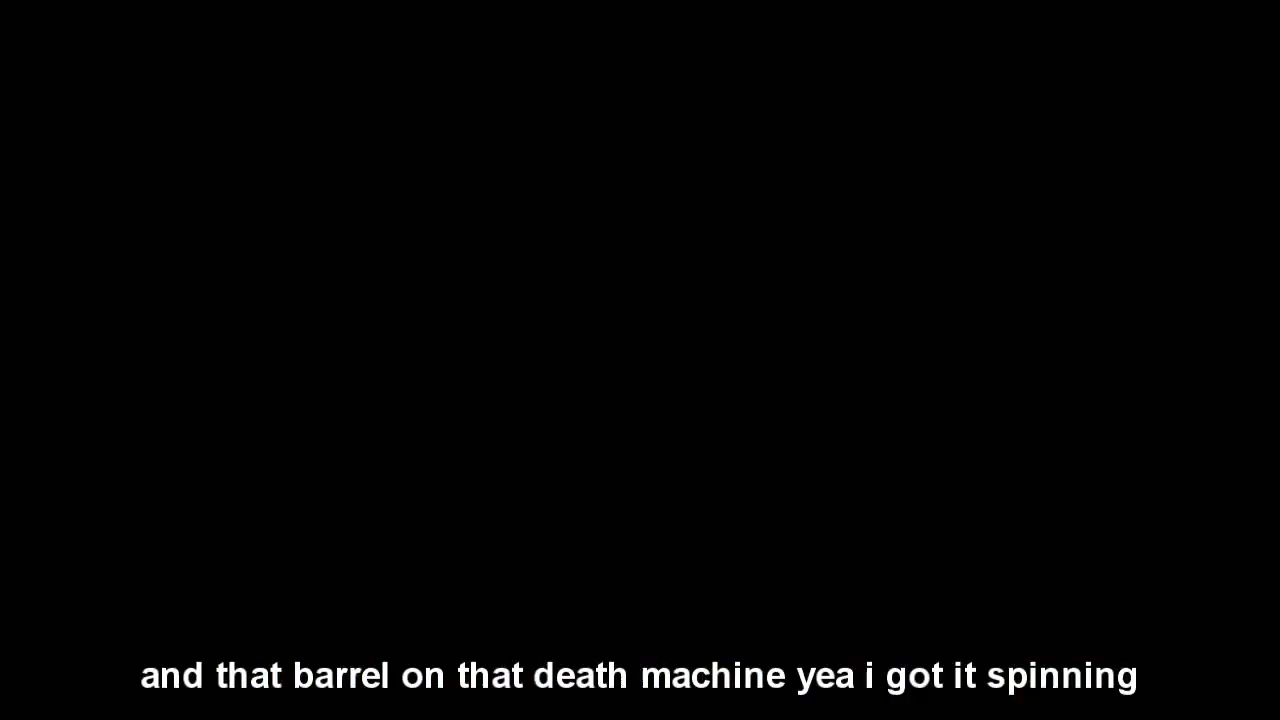 and that barrel on that death machine yea i got it spinning